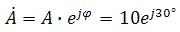 Ȧ = A · e^{jφ} = 10e^{j30°}